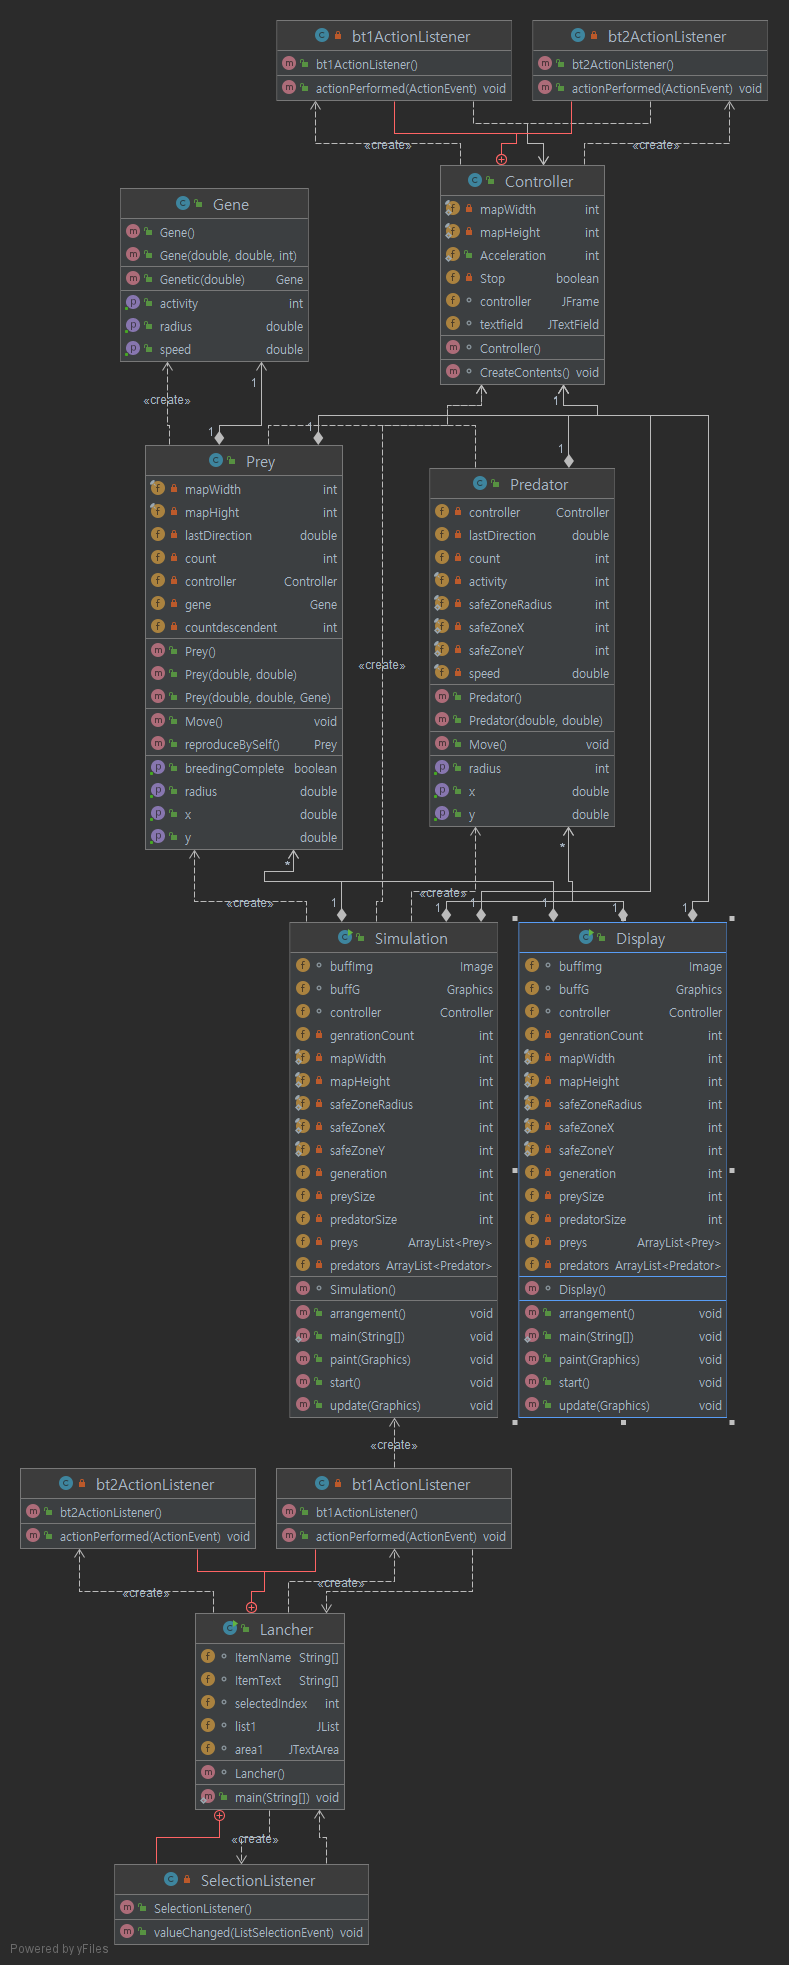 bt1ActionListener
bt1ActionListener()
actionPerformed(ActionEvent) void
bt2ActionListener
bt2ActionListener()
actionPerformed(ActionEvent) void
«create»
«create»
Controller
mapWidth int
mapHeight int
Acceleration int
Stop boolean
controller JFrame
textfield JTextField
Controller()
CreateContents() void
Gene
Gene()
Gene(double, double, int)
Genetic(double) Gene
activity int
radius double
speed double
1
1
«create»
1
1
1
Prey
mapWidth int
mapHight int
lastDirection double
count int
controller Controller
gene Gene
countdescendent int
Prey()
Prey(double, double)
Prey(double, double, Gene)
Move() void
reproduceBySelf() Prey
breedingComplete boolean
radius double
x double
y double
«create»
Predator
controller Controller
lastDirection double
count int
activity int
safeZoneRadius int
safeZoneX int
safeZoneY int
speed double
Predator()
Predator(double, double)
Move() void
radius int
x double
y double
*
*
«create»
«create»
1
1
1
1
1
1
Simulation
buffImg Image
buffG Graphics
controller Controller
genrationCount int
mapWidth int
mapHeight int
safeZoneRadius int
safeZoneX int
safeZoneY int
generation int
preySize int
predatorSize int
preys ArrayList<Prey>
predators ArrayList<Predator>
Simulation()
arrangement() void
main(String[]) void
paint(Graphics) void
start() void
update(Graphics) void
Display
buffImg Image
buffG Graphics
controller Controller
genrationCount int
mapWidth int
mapHeight int
safeZoneRadius int
safeZoneX int
safeZoneY int
generation int
preySize int
predatorSize int
preys ArrayList<Prey>
predators ArrayList<Predator>
Display()
arrangement() void
main(String[]) void
paint(Graphics) void
start() void
update(Graphics) void
«create»
bt2ActionListener
bt2ActionListener()
actionPerformed(ActionEvent) void
bt1ActionListener
bt1ActionListener()
actionPerformed(ActionEvent) void
«create»
«create»
Lancher
ItemName String[]
ItemText String[]
selectedIndex int
list1 JList
area1 JTextArea
Lancher()
main(String[]) void
«create»
SelectionListener
SelectionListener()
valueChanged(ListSelectionEvent) void
Powered by yFiles